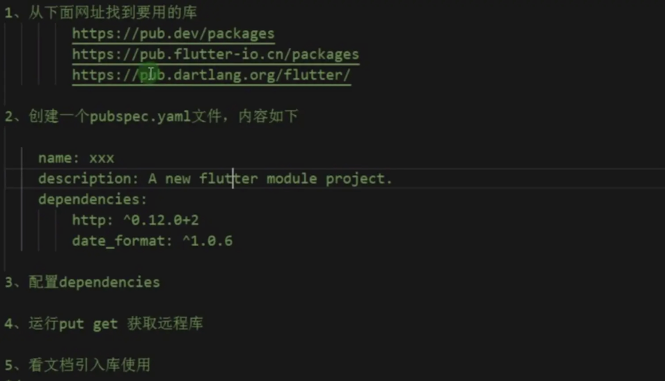 1、从下面网址找到要用的库
https://pub.dev/packages
https://pub.flutter-io.cn/packages
https://pub.dartlang.org/flutter/
2、创建一个pubspec.yaml文件，内容如下
name: xxx
description: A new flutter module project.
dependencies:
http: ^0.12.0+2
date_format: ^1.0.6
3、配置dependencies
4、运行put get 获取远程库
5、看文档引入库使用